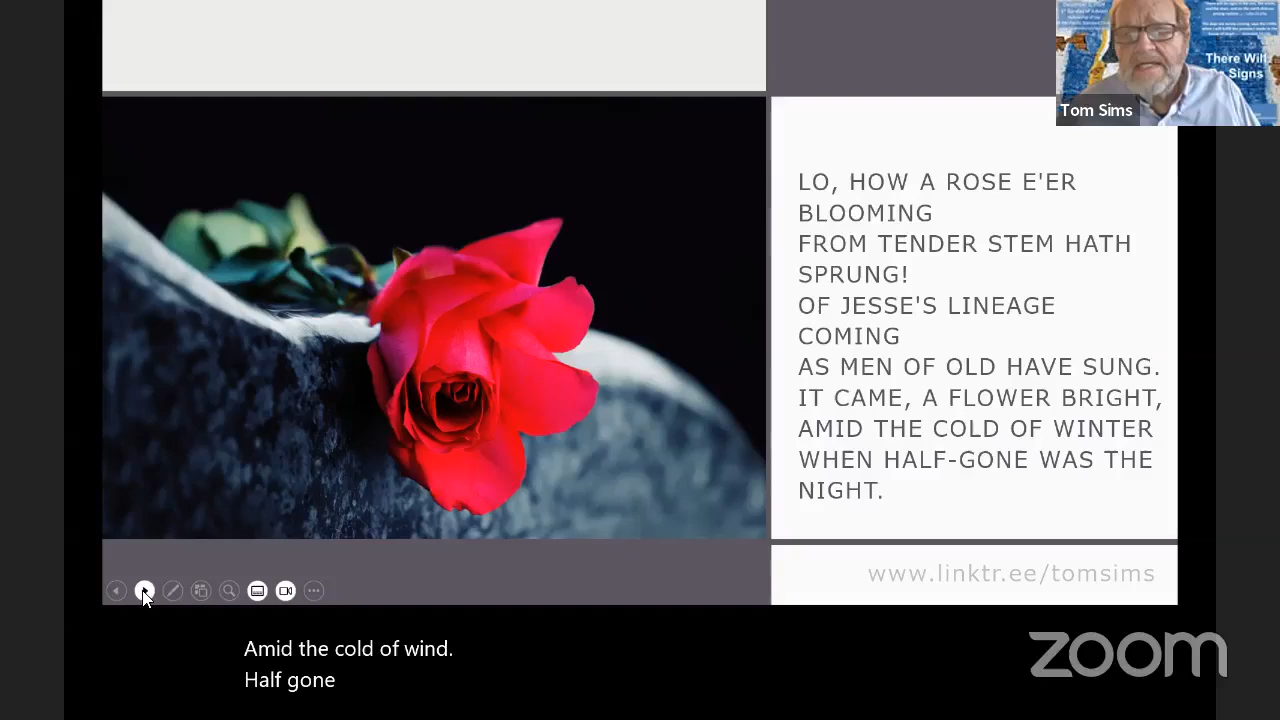 There Will
Signs
Tom Sims
LO, HOW A ROSE E'ER
BLOOMING
FROM TENDER STEM HATH
SPRUNG!
OF JESSE'S LINEAGE
COMING
AS MEN OF OLD HAVE SUNG.
IT CAME, A FLOWER BRIGHT,
AMID THE COLD OF WINTER
WHEN HALF-GONE WAS THE
NIGHT.
www.linktr.ee/tomsims
Amid the cold of wind.
Half gone
zoom